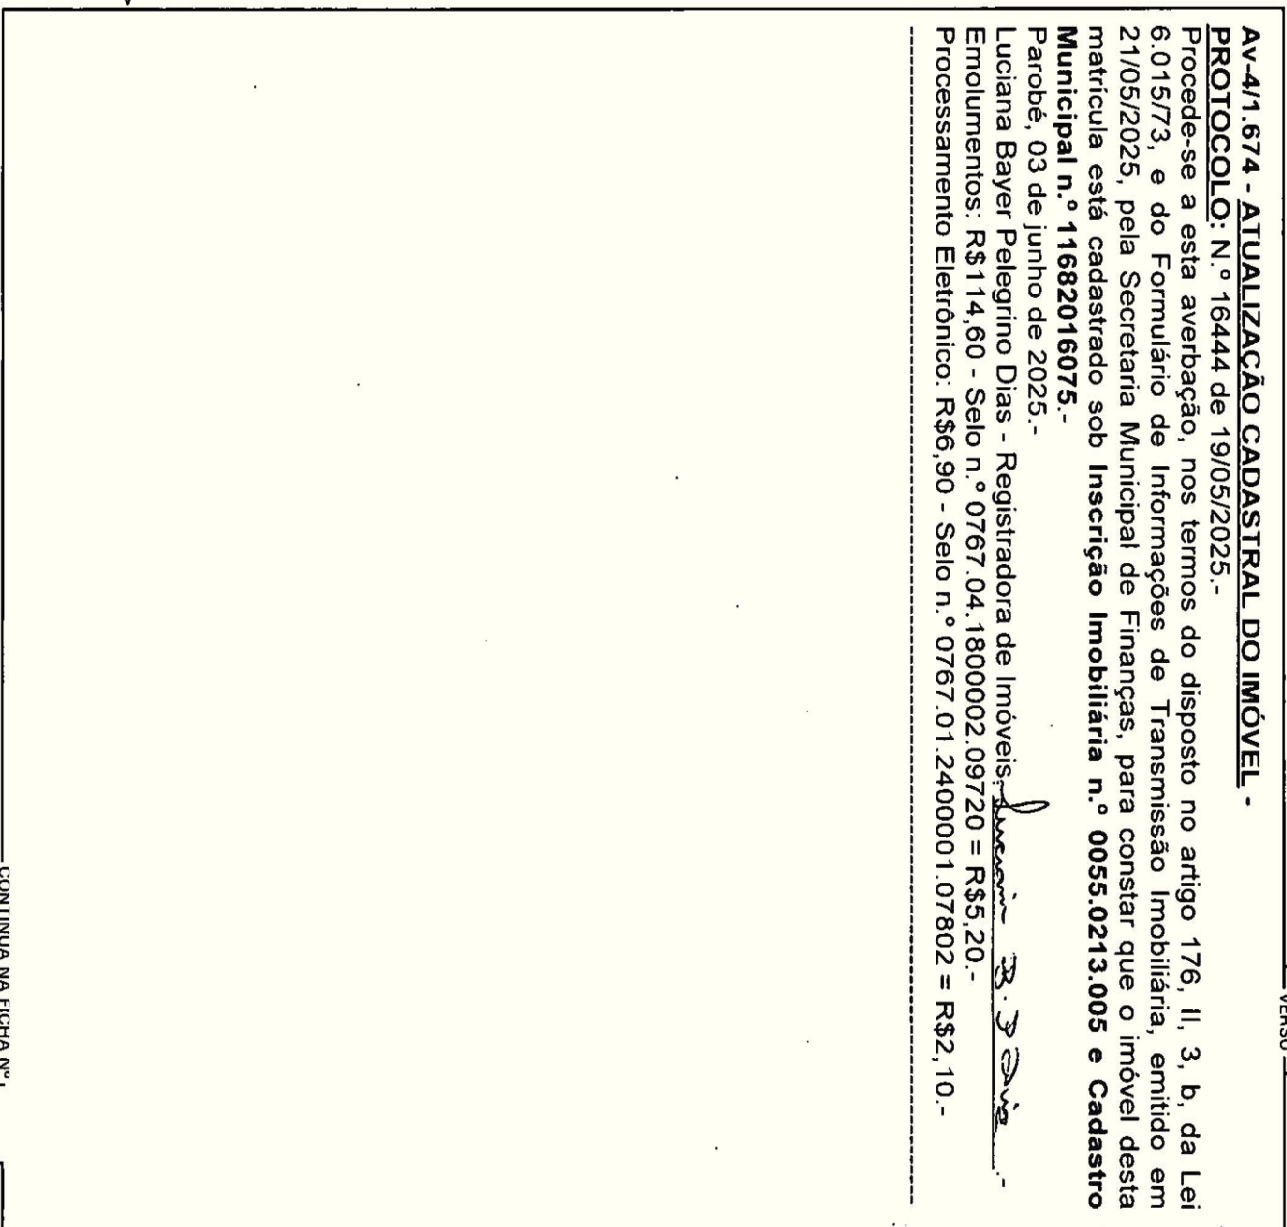 VERSO
Av-4/1.674 - ATUALIZAÇÃO CADASTRAL DO IMÓVEL -
PROTOCOLO: N.º 16444 de 19/05/2025.-
Procede-se a esta averbação, nos termos do disposto no artigo 176, II, 3, b, da Lei
6.015/73, e do Formulário de Informações de Transmissão Imobiliária, emitido em
21/05/2025, pela Secretaria Municipal de Finanças, para constar que o imóvel desta
matrícula está cadastrado sob Inscrição Imobiliária n.º 0055.0213.005 e Cadastro
Municipal n.º 11682016075.-
Parobé, 03 de junho de 2025.-
Luciana Bayer Pelegrino Dias - Registradora de Imóveis: Luciana B. P Dias.-
Emolumentos: R$114,60 - Selo n.º 0767.04.1800002.09720 = R$5,20.-
Processamento Eletrônico: R$6,90 - Selo n.º 0767.01.2400001.07802 = R$2,10.-
CONTINUA NA FICHA Nº